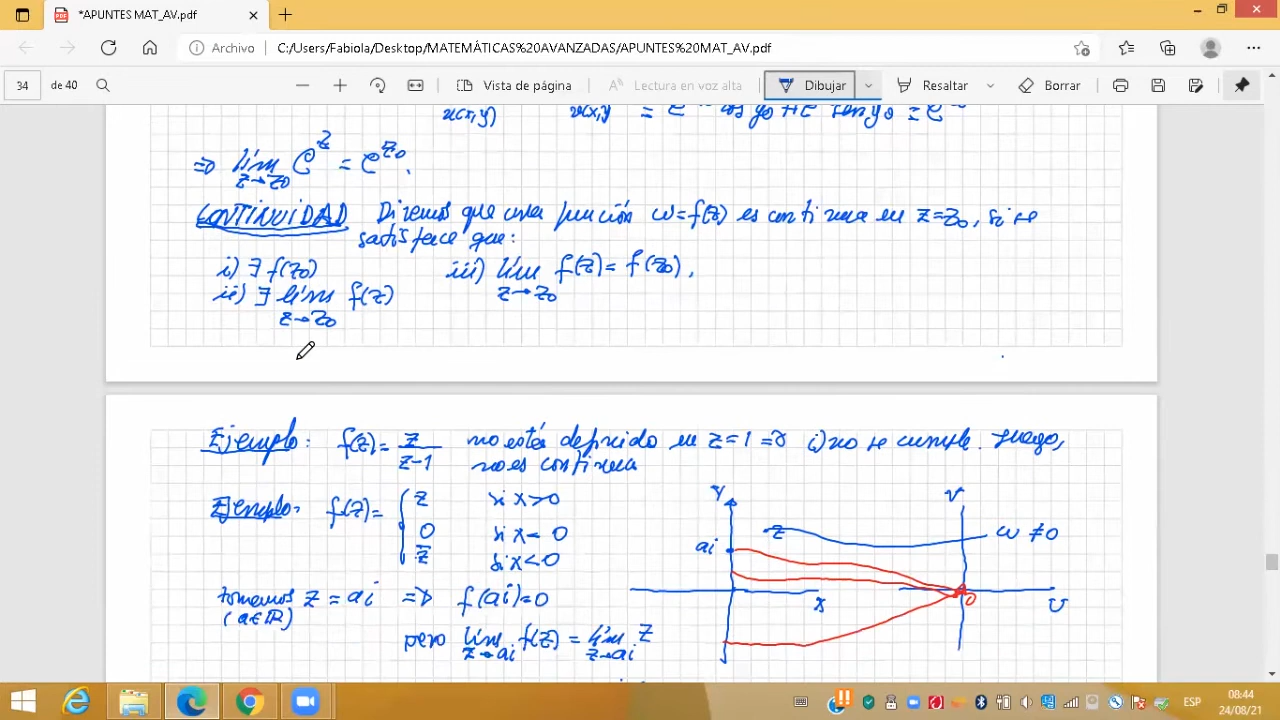 *APUNTES MAT_AV.pdf
Archivo C:/Users/Fabiola/Desktop/MATEMÁTICAS%20AVANZADAS/APUNTES%20MAT_AV.pdf
34 de 40 Vista de página Lectura en voz alta Dibujar Resaltar Borrar
u(x,y) v(x,y)
⇒ lím e^z = e^z0.
z→z0
CONTINUIDAD Diremos que una función w=f(z) es continua en z=z0, si se
satisface que:
i) ∃ f(z0) iii) lím f(z) = f(z0).
z→z0
ii) ∃ lím f(z)
z→z0
Ejemplo: f(z) = z/(z-1) no está definido en z=1 ⇒ i) no se cumple. Luego,
no es continua
Ejemplo. f(z) = { z si x>0
0 si x=0
z̄ si x<0
tomamos z = ai ⇒ f(ai)=0
(a∈ℝ)
pero lím f(z) = lím z
z→ai z→ai
Y V
z w ≠0
ai
X 0 U
ESP 08:44
24/08/21